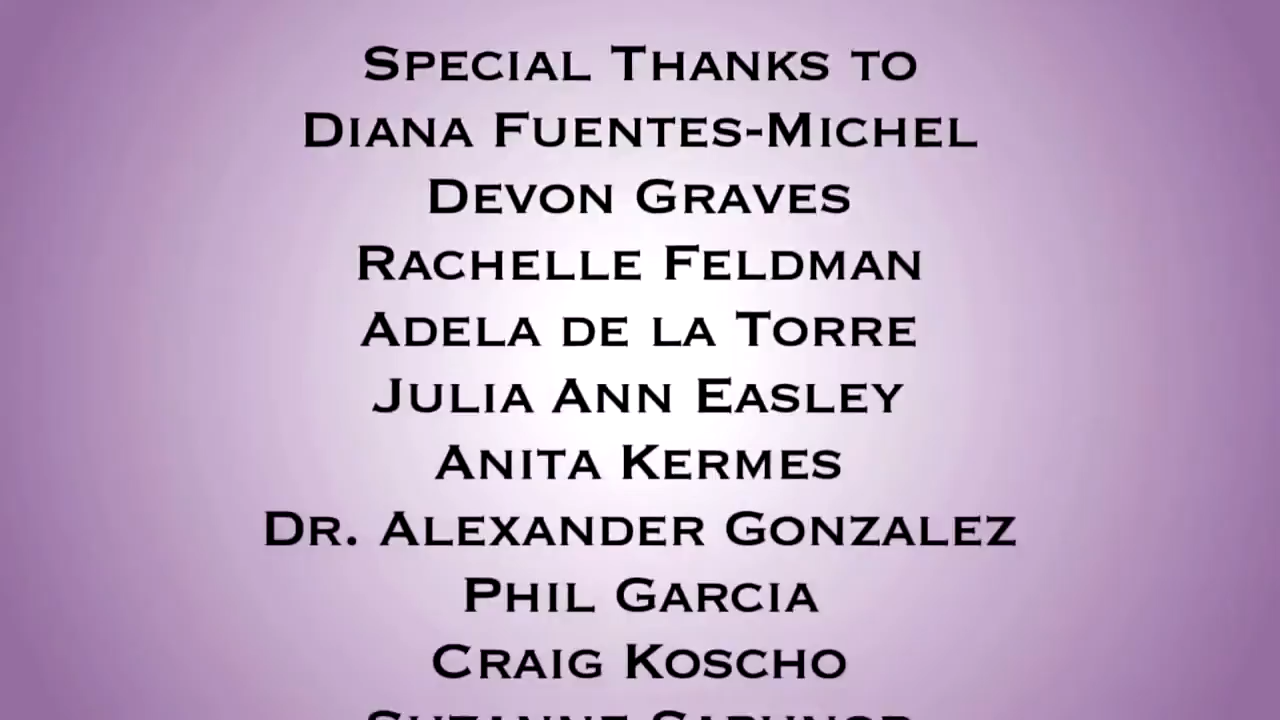 Special Thanks to
Diana Fuentes-Michel
Devon Graves
Rachelle Feldman
Adela de la Torre
Julia Ann Easley
Anita Kermes
Dr. Alexander Gonzalez
Phil Garcia
Craig Koscho
Suzanne